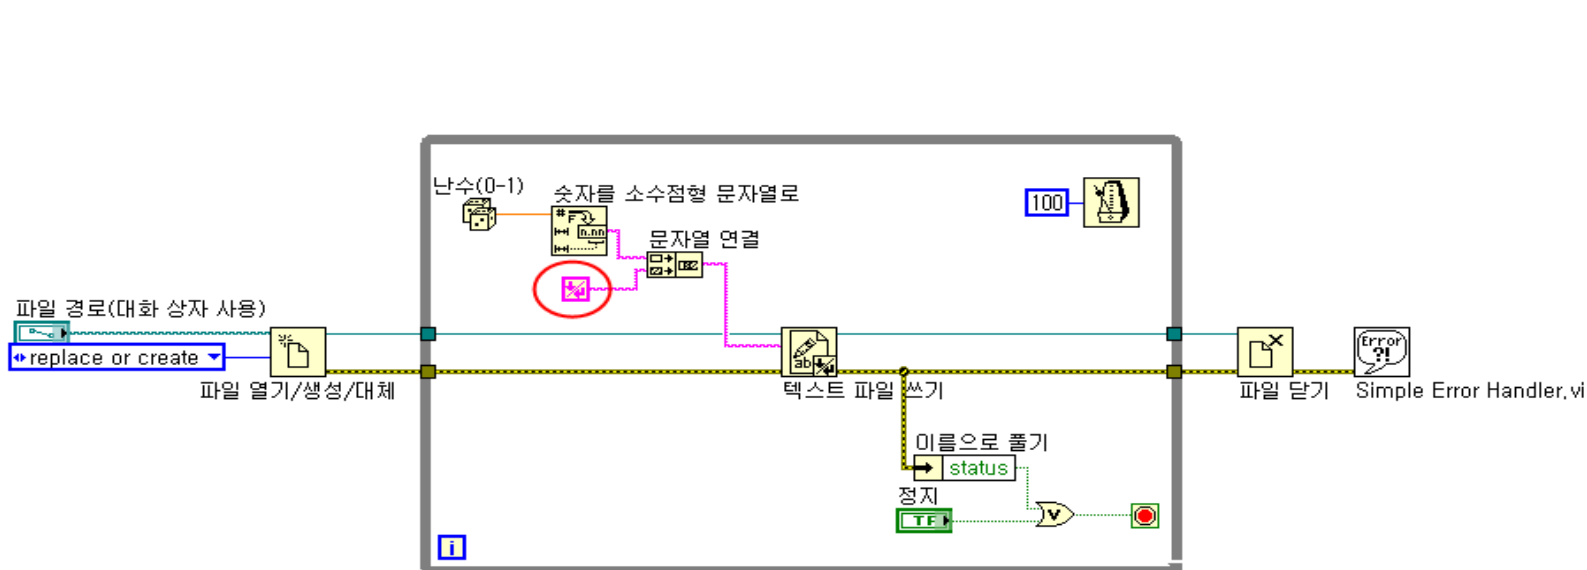 난수(0-1)
숫자를 소수점형 문자열로
100
#
F
n.nn
문자열 연결
파일 경로(대화 상자 사용)
replace or create
파일 열기/생성/대체
ab
텍스트 파일 쓰기
Error
?!
파일 닫기
Simple Error Handler.vi
이름으로 풀기
status
정지
TF
V
i